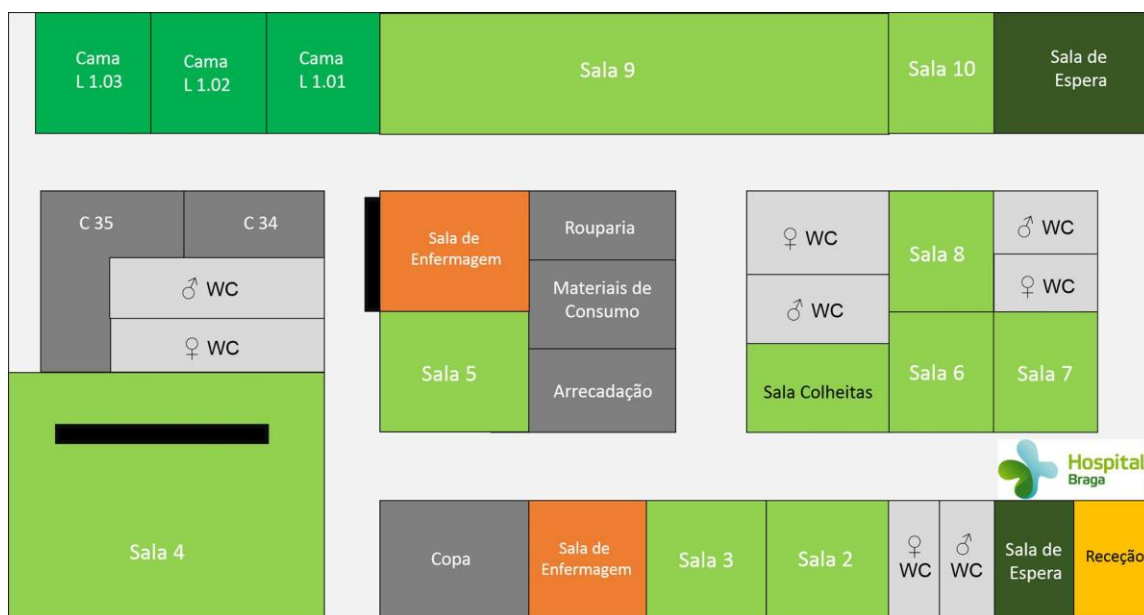 Cama
L 1.03
Cama
L 1.02
Cama
L 1.01
Sala 9
Sala 10
Sala de
Espera
C 35
C 34
♂ WC
♀ WC
Sala de
Enfermagem
Rouparia
Materiais de
Consumo
Sala 5
Arrecadação
♀ WC
♂ WC
Sala Colheitas
Sala 8
♂ WC
♀ WC
Sala 6
Sala 7
Hospital
Braga
Sala 4
Copa
Sala de
Enfermagem
Sala 3
Sala 2
♀
WC
♂
WC
Sala de
Espera
Receção